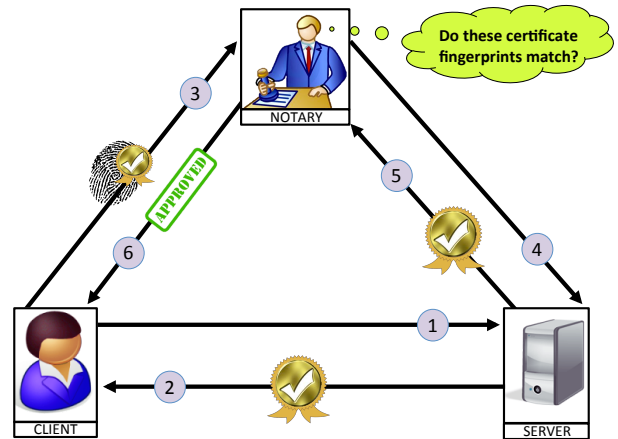 Do these certificate
fingerprints match?
3
NOTARY
5
APPROVED
6
4
1
2
CLIENT
SERVER